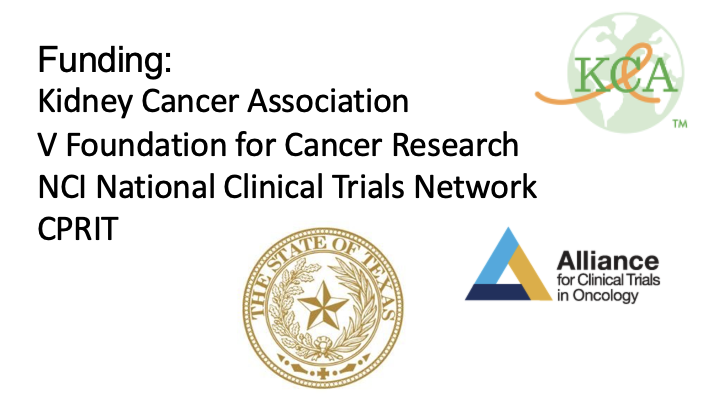 Funding:
Kidney Cancer Association
V Foundation for Cancer Research
NCI National Clinical Trials Network
CPRIT
KCA
TM
THE STATE OF TEXAS
Alliance
for Clinical Trials
in Oncology